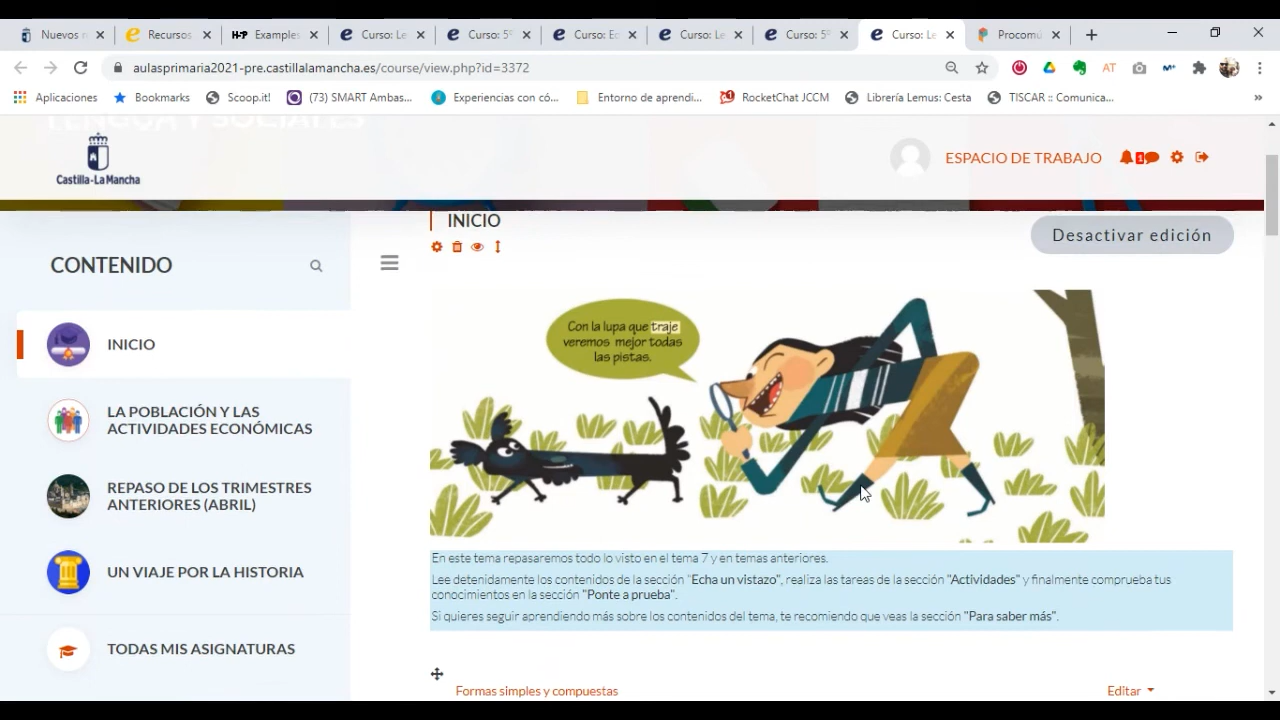 Nuevos r
Recursos
Examples
Curso: Le
Curso: 5º
Curso: Ec
Curso: Le
Curso: 5º
Curso: Le
Procomú
aulasprimaria2021-pre.castillalamancha.es/course/view.php?id=3372
AT
Aplicaciones
Bookmarks
Scoop.it!
(73) SMART Ambas...
Experiencias con có...
Entorno de aprendi...
RocketChat JCCM
Librería Lemus: Cesta
TISCAR :: Comunica...
»
LENGUA Y SOCIALES
Castilla-La Mancha
ESPACIO DE TRABAJO
1
INICIO
Desactivar edición
CONTENIDO
INICIO
LA POBLACIÓN Y LAS
ACTIVIDADES ECONÓMICAS
REPASO DE LOS TRIMESTRES
ANTERIORES (ABRIL)
UN VIAJE POR LA HISTORIA
TODAS MIS ASIGNATURAS
Con la lupa que traje
veremos mejor todas
las pistas.
En este tema repasaremos todo lo visto en el tema 7 y en temas anteriores.
Lee detenidamente los contenidos de la sección "Echa un vistazo", realiza las tareas de la sección "Actividades" y finalmente comprueba tus
conocimientos en la sección "Ponte a prueba".
Si quieres seguir aprendiendo más sobre los contenidos del tema, te recomiendo que veas la sección "Para saber más".
Formas simples y compuestas
Editar